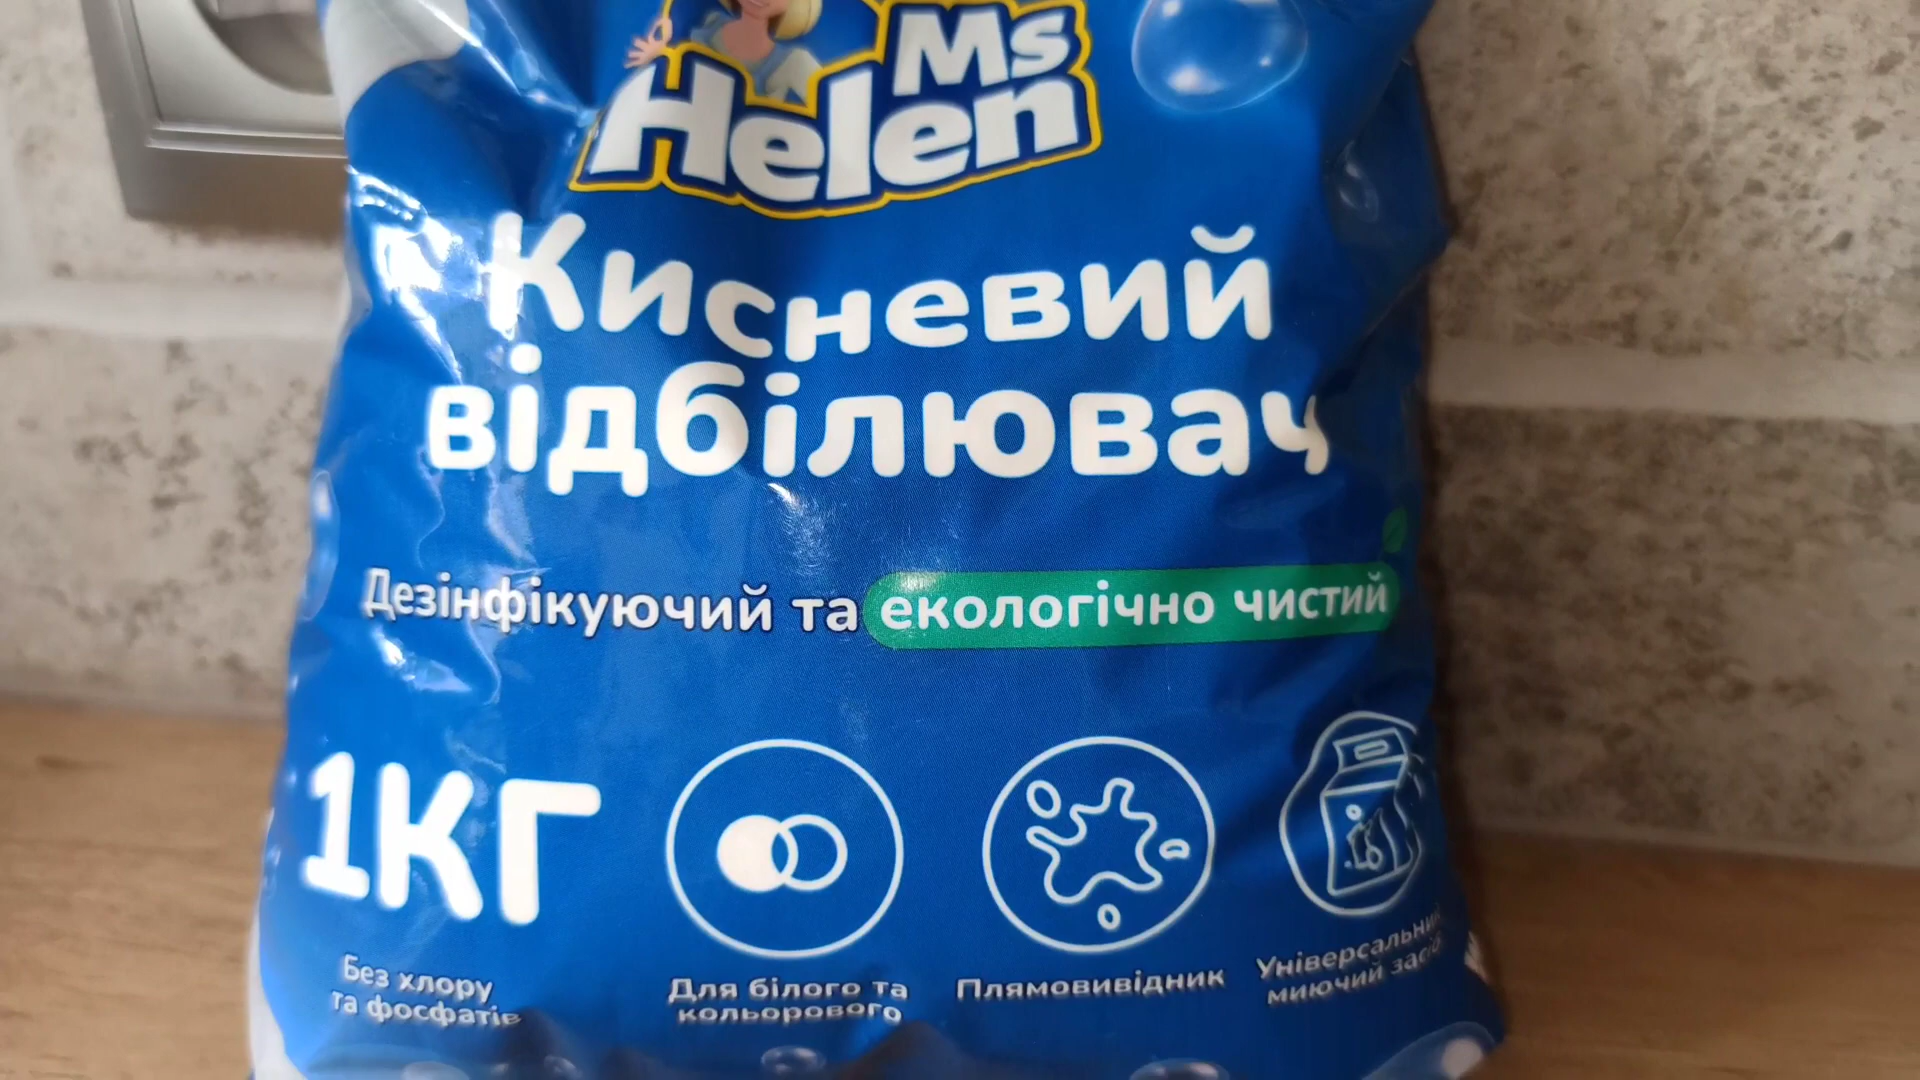 Ms
Helen
Кисневий
відбілювач
Дезінфікуючий та екологічно чистий
1КГ
Без хлору
та фосфатів
Для білого та
кольорового
Плямовивідник
Універсальний
миючий засіб